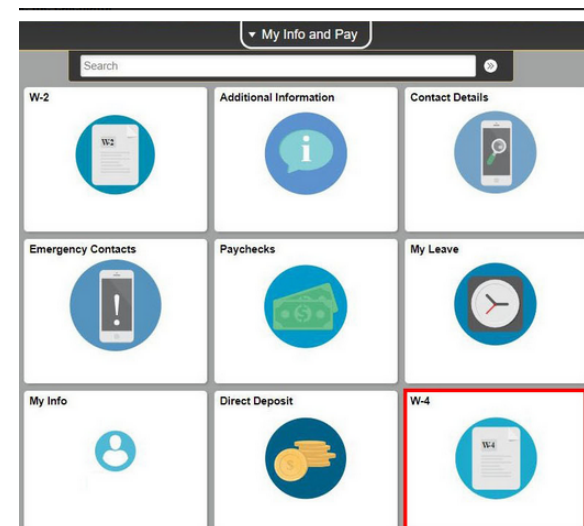 My Info and Pay
Search
W-2
Additional Information
Contact Details
W-2
i
Emergency Contacts
Paychecks
My Leave
!
$
My Info
Direct Deposit
W-4
$
W-4